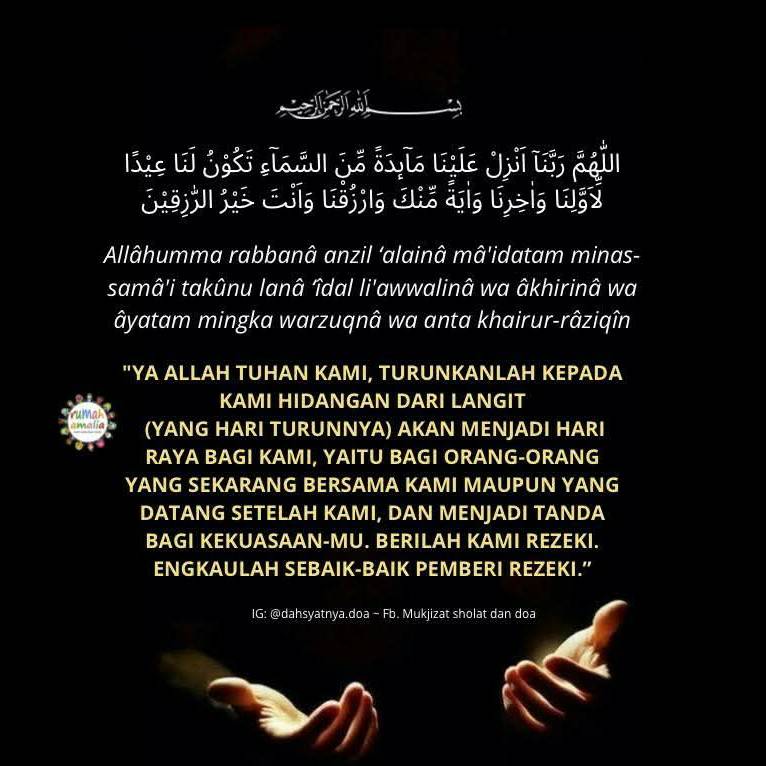 بِسْمِ اللَّهِ الرَّحْمَٰنِ الرَّحِيمِ
اللّٰهُمَّ رَبَّنَآ اَنْزِلْ عَلَيْنَا مَآىِٕدَةً مِّنَ السَّمَاۤءِ تَكُوْنُ لَنَا عِيْدًا
لِّاَوَّلِنَا وَاٰخِرِنَا وَاٰيَةً مِّنْكَ وَارْزُقْنَا وَاَنْتَ خَيْرُ الرّٰزِقِيْنَ
Allâhumma rabbanâ anzil ‘alainâ mâ'idatam minas-
samâ'i takûnu lanâ ‘îdal li'awwalinâ wa âkhirinâ wa
âyatam mingka warzuqnâ wa anta khairur-râziqîn
"YA ALLAH TUHAN KAMI, TURUNKANLAH KEPADA
KAMI HIDANGAN DARI LANGIT
(YANG HARI TURUNNYA) AKAN MENJADI HARI
RAYA BAGI KAMI, YAITU BAGI ORANG-ORANG
YANG SEKARANG BERSAMA KAMI MAUPUN YANG
DATANG SETELAH KAMI, DAN MENJADI TANDA
BAGI KEKUASAAN-MU. BERILAH KAMI REZEKI.
ENGKAULAH SEBAIK-BAIK PEMBERI REZEKI.”
rumah
amalia
IG: @dahsyatnya.doa ~ Fb. Mukjizat sholat dan doa